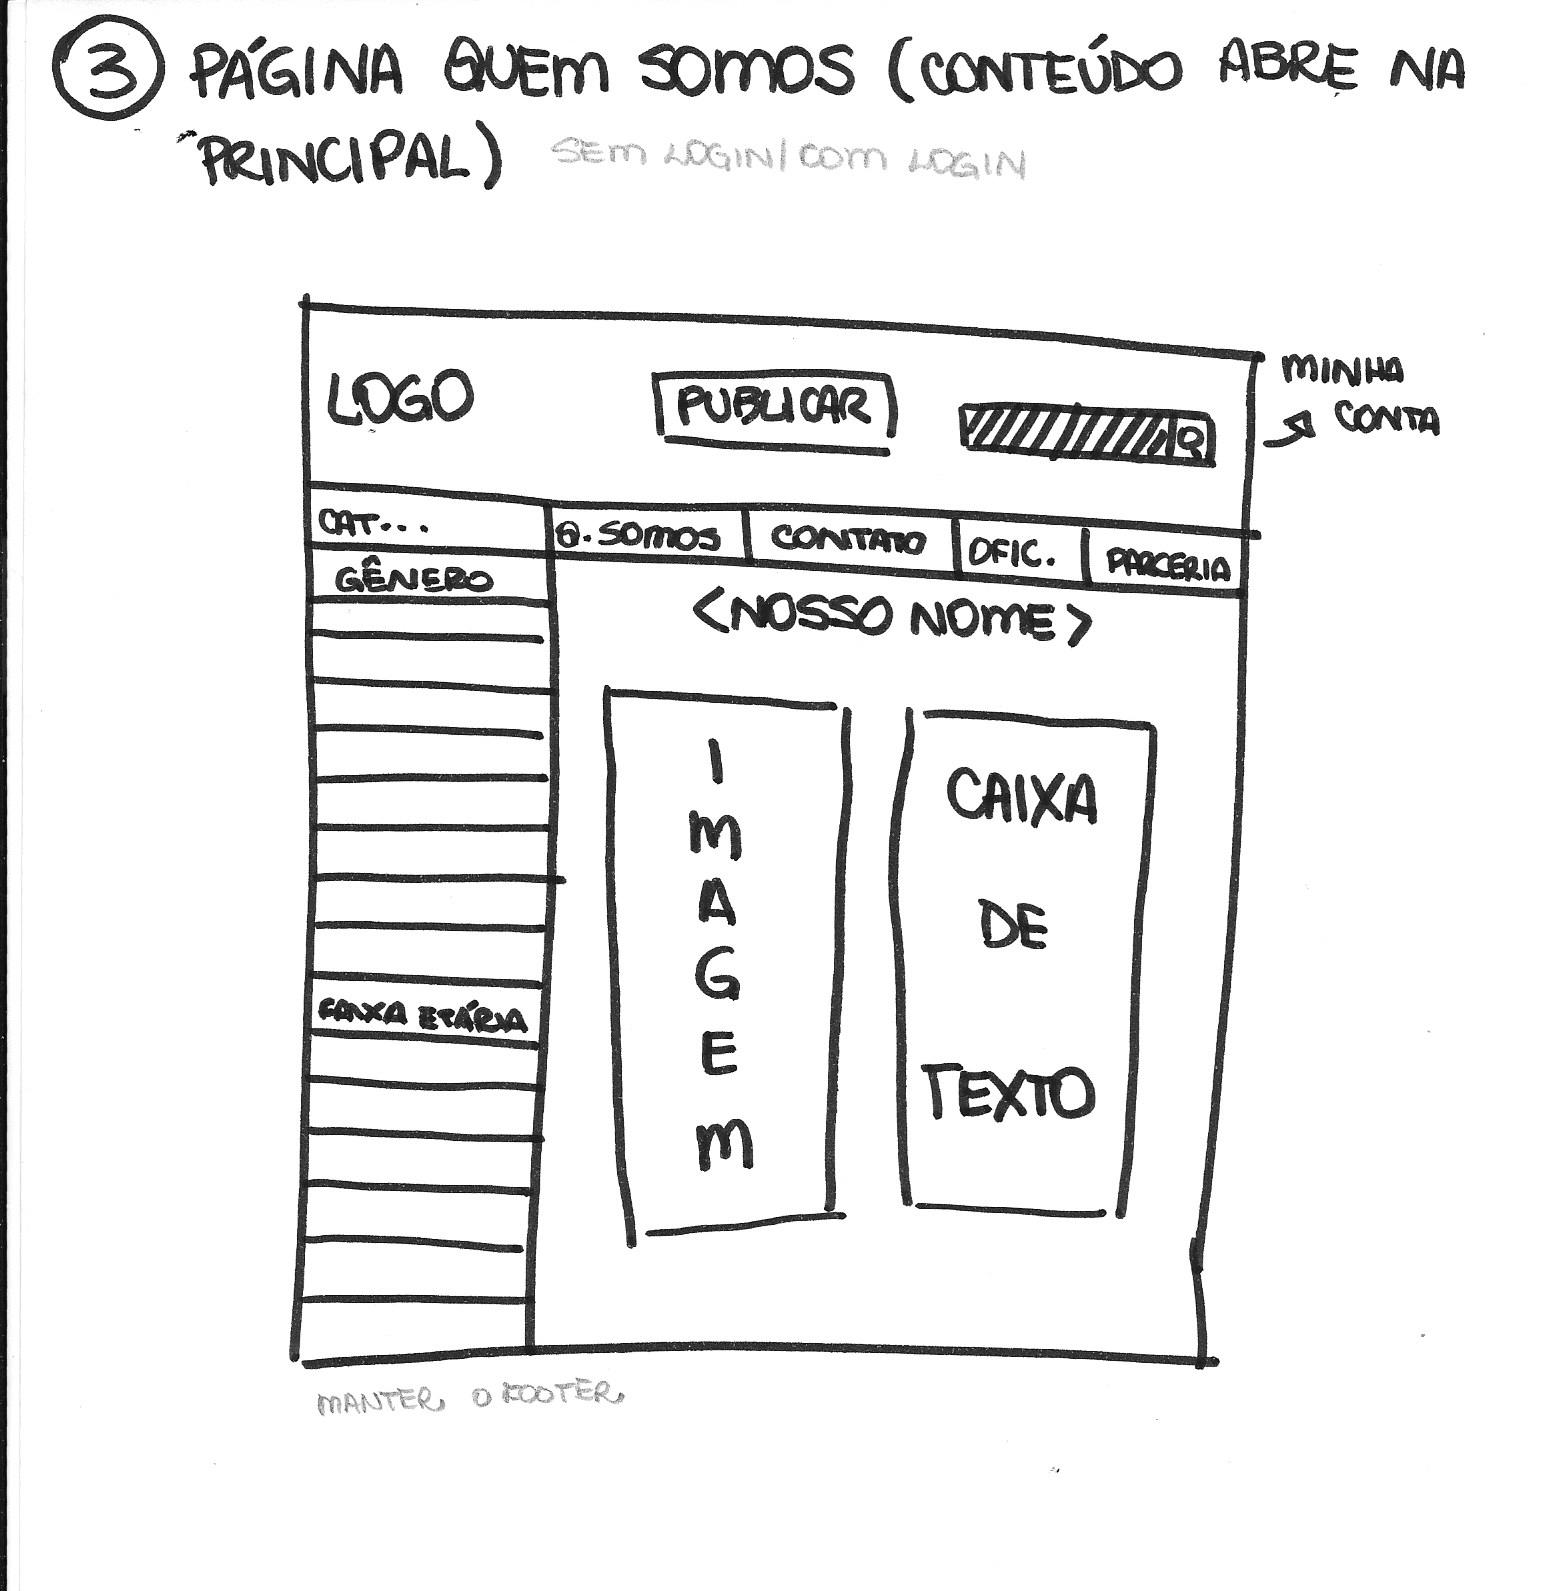 3 PÁGINA QUEM SOMOS (CONTEÚDO ABRE NA
PRINCIPAL) SEM LOGIN/COM LOGIN
MINHA
CONTA
LOGO
PUBLICAR
CAT...
Q. SOMOS
CONTATO
OFIC.
PARCERIA
GÊNERO
<NOSSO NOME>
IMAGEM
CAIXA
DE
TEXTO
FAIXA ETÁRIA
MANTER O FOOTER